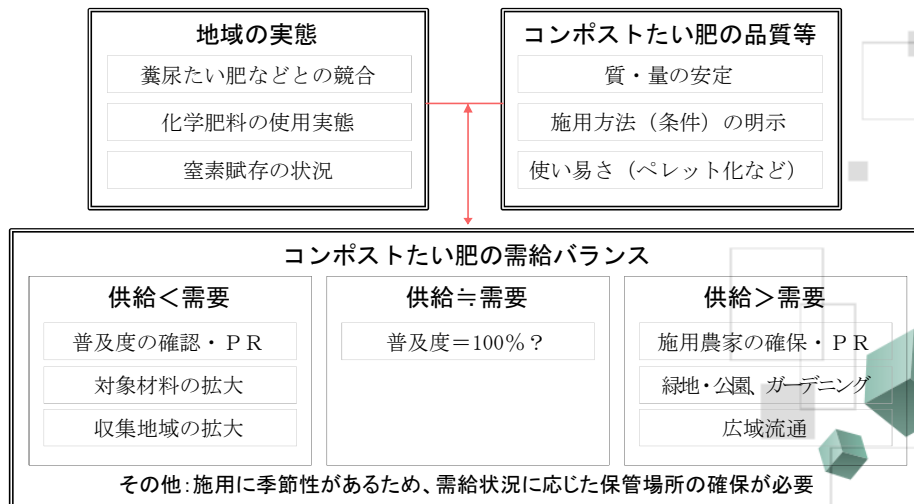 地域の実態
糞尿たい肥などとの競合
化学肥料の使用実態
窒素賦存の状況
コンポストたい肥の品質等
質・量の安定
施用方法（条件）の明示
使い易さ（ペレット化など）
コンポストたい肥の需給バランス
供給＜需要
普及度の確認・ＰＲ
対象材料の拡大
収集地域の拡大
供給≒需要
普及度＝100％？
供給＞需要
施用農家の確保・ＰＲ
緑地・公園、ガーデニング
広域流通
その他：施用に季節性があるため、需給状況に応じた保管場所の確保が必要